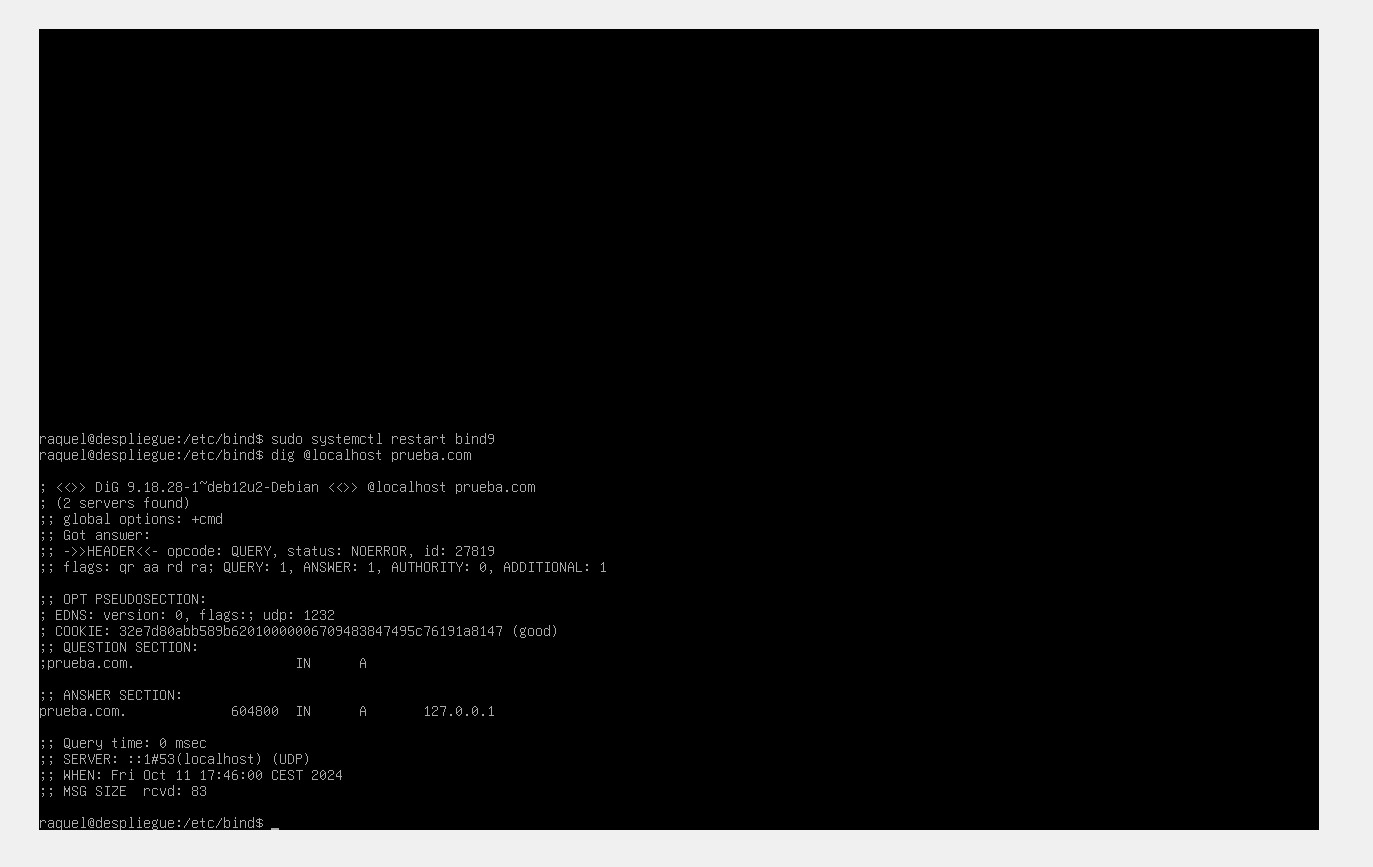 raquel@despliegue:/etc/bind$ sudo systemctl restart bind9
raquel@despliegue:/etc/bind$ dig @localhost prueba.com
; <<>> DiG 9.18.28-1~deb12u2-Debian <<>> @localhost prueba.com
; (2 servers found)
;; global options: +cmd
;; Got answer:
;; ->>HEADER<<- opcode: QUERY, status: NOERROR, id: 27819
;; flags: qr aa rd ra; QUERY: 1, ANSWER: 1, AUTHORITY: 0, ADDITIONAL: 1
;; OPT PSEUDOSECTION:
; EDNS: version: 0, flags:; udp: 1232
; COOKIE: 32e7d80abb589b62010000006709483847495c76191a8147 (good)
;; QUESTION SECTION:
;prueba.com. IN A
;; ANSWER SECTION:
prueba.com. 604800 IN A 127.0.0.1
;; Query time: 0 msec
;; SERVER: ::1#53(localhost) (UDP)
;; WHEN: Fri Oct 11 17:46:00 CEST 2024
;; MSG SIZE  rcvd: 83
raquel@despliegue:/etc/bind$ _